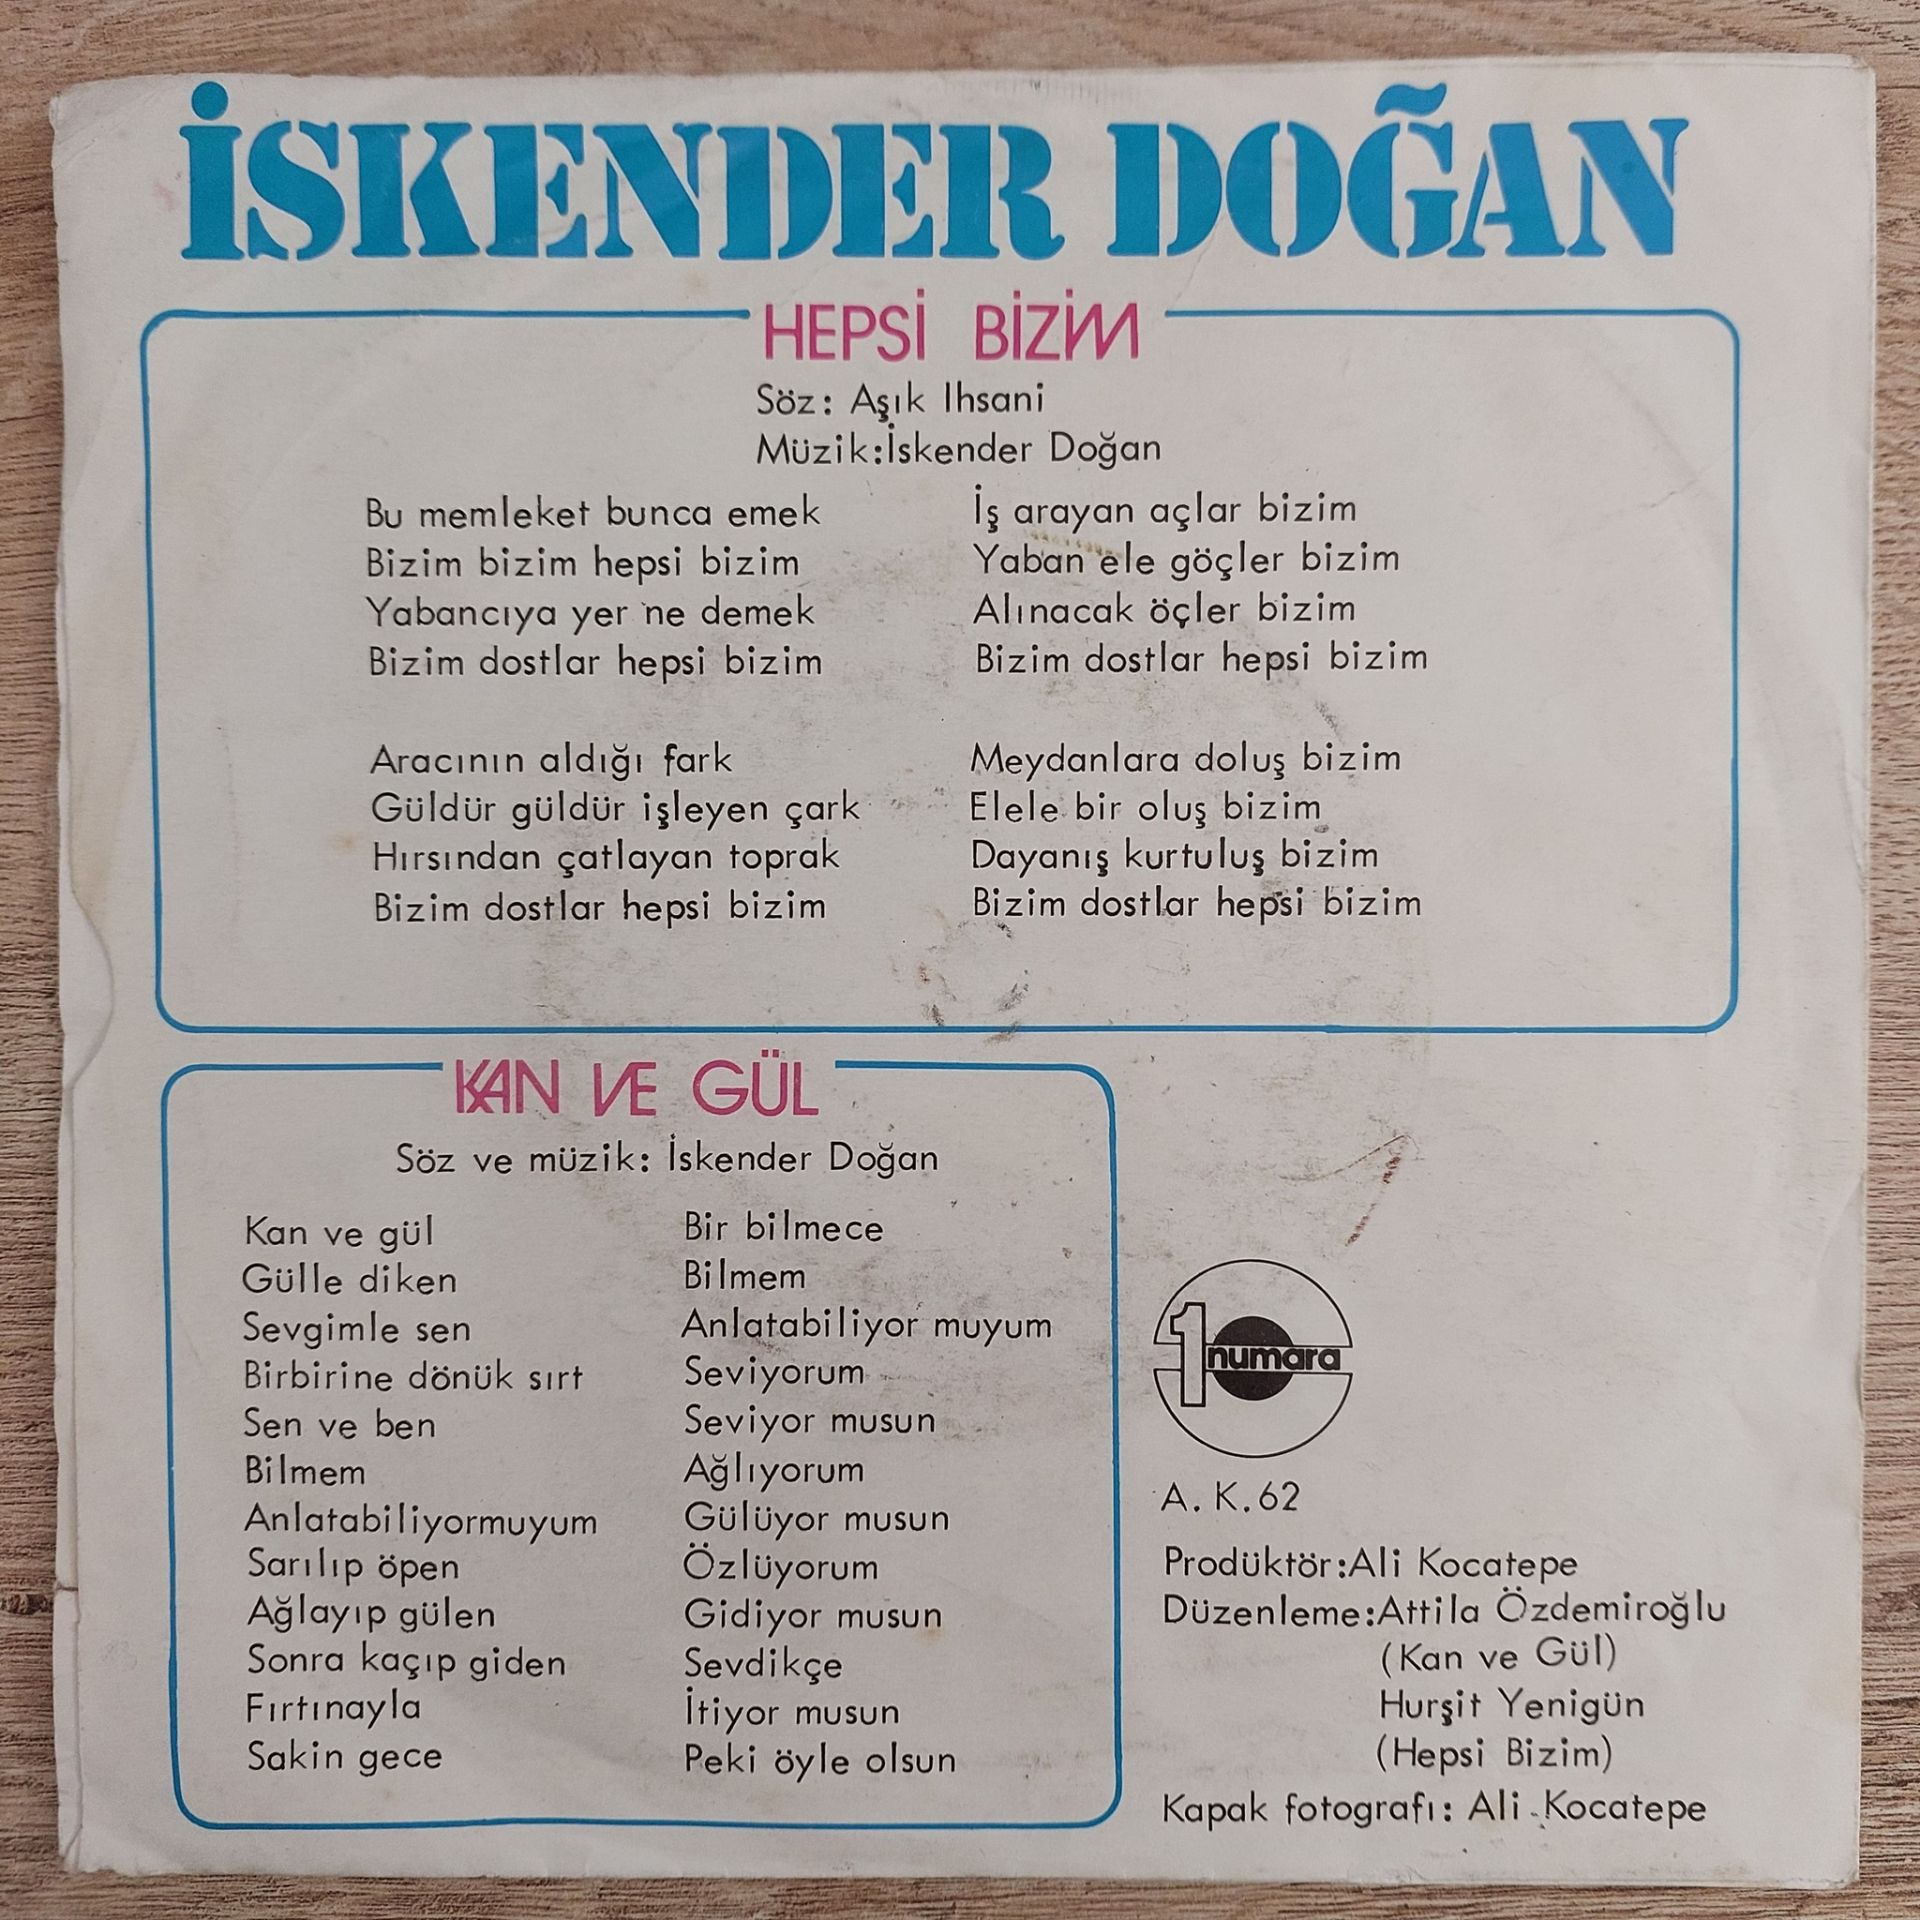 İSKENDER DOĞAN
HEPSİ BİZİM
Söz: Aşık Ihsani
Müzik:İskender Doğan
Bu memleket bunca emek
Bizim bizim hepsi bizim
Yabancıya yer ne demek
Bizim dostlar hepsi bizim
Aracının aldığı fark
Güldür güldür işleyen çark
Hırsından çatlayan toprak
Bizim dostlar hepsi bizim
İş arayan açlar bizim
Yaban ele göçler bizim
Alınacak öçler bizim
Bizim dostlar hepsi bizim
Meydanlara doluş bizim
Elele bir oluş bizim
Dayanış kurtuluş bizim
Bizim dostlar hepsi bizim
KAN VE GÜL
Söz ve müzik: İskender Doğan
Kan ve gül
Gülle diken
Sevgimle sen
Birbirine dönük sırt
Sen ve ben
Bilmem
Anlatabiliyormuyum
Sarılıp öpen
Ağlayıp gülen
Sonra kaçıp giden
Fırtınayla
Sakin gece
Bir bilmece
Bilmem
Anlatabiliyor muyum
Seviyorum
Seviyor musun
Ağlıyorum
Gülüyor musun
Özlüyorum
Gidiyor musun
Sevdikçe
İtiyor musun
Peki öyle olsun
1 numara
A. K.62
Prodüktör:Ali Kocatepe
Düzenleme:Attila Özdemiroğlu
(Kan ve Gül)
Hurşit Yenigün
(Hepsi Bizim)
Kapak fotografı: Ali Kocatepe